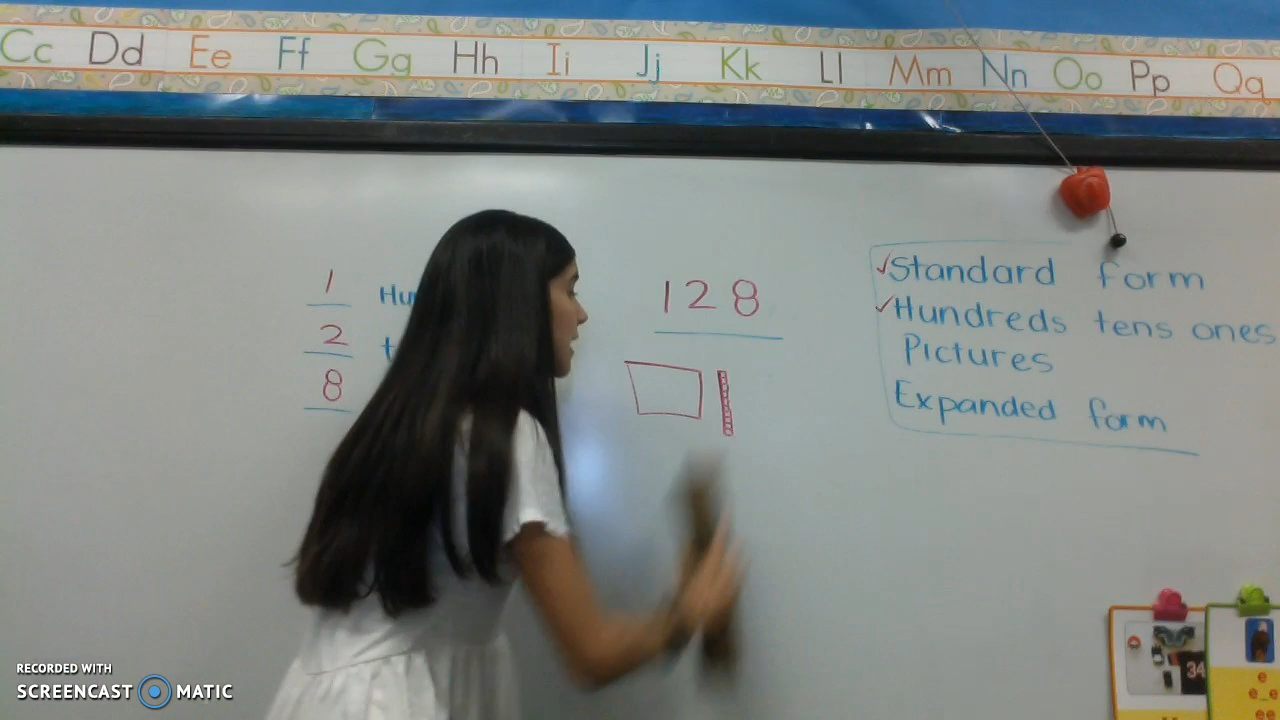 Cc Dd Ee Ff Gg Hh Ii Jj Kk Ll Mm Nn Oo Pp Qq
1 Hu
2 t
8
128
✓Standard form
✓Hundreds tens ones
Pictures
Expanded form
34
RECORDED WITH
SCREENCAST MATIC